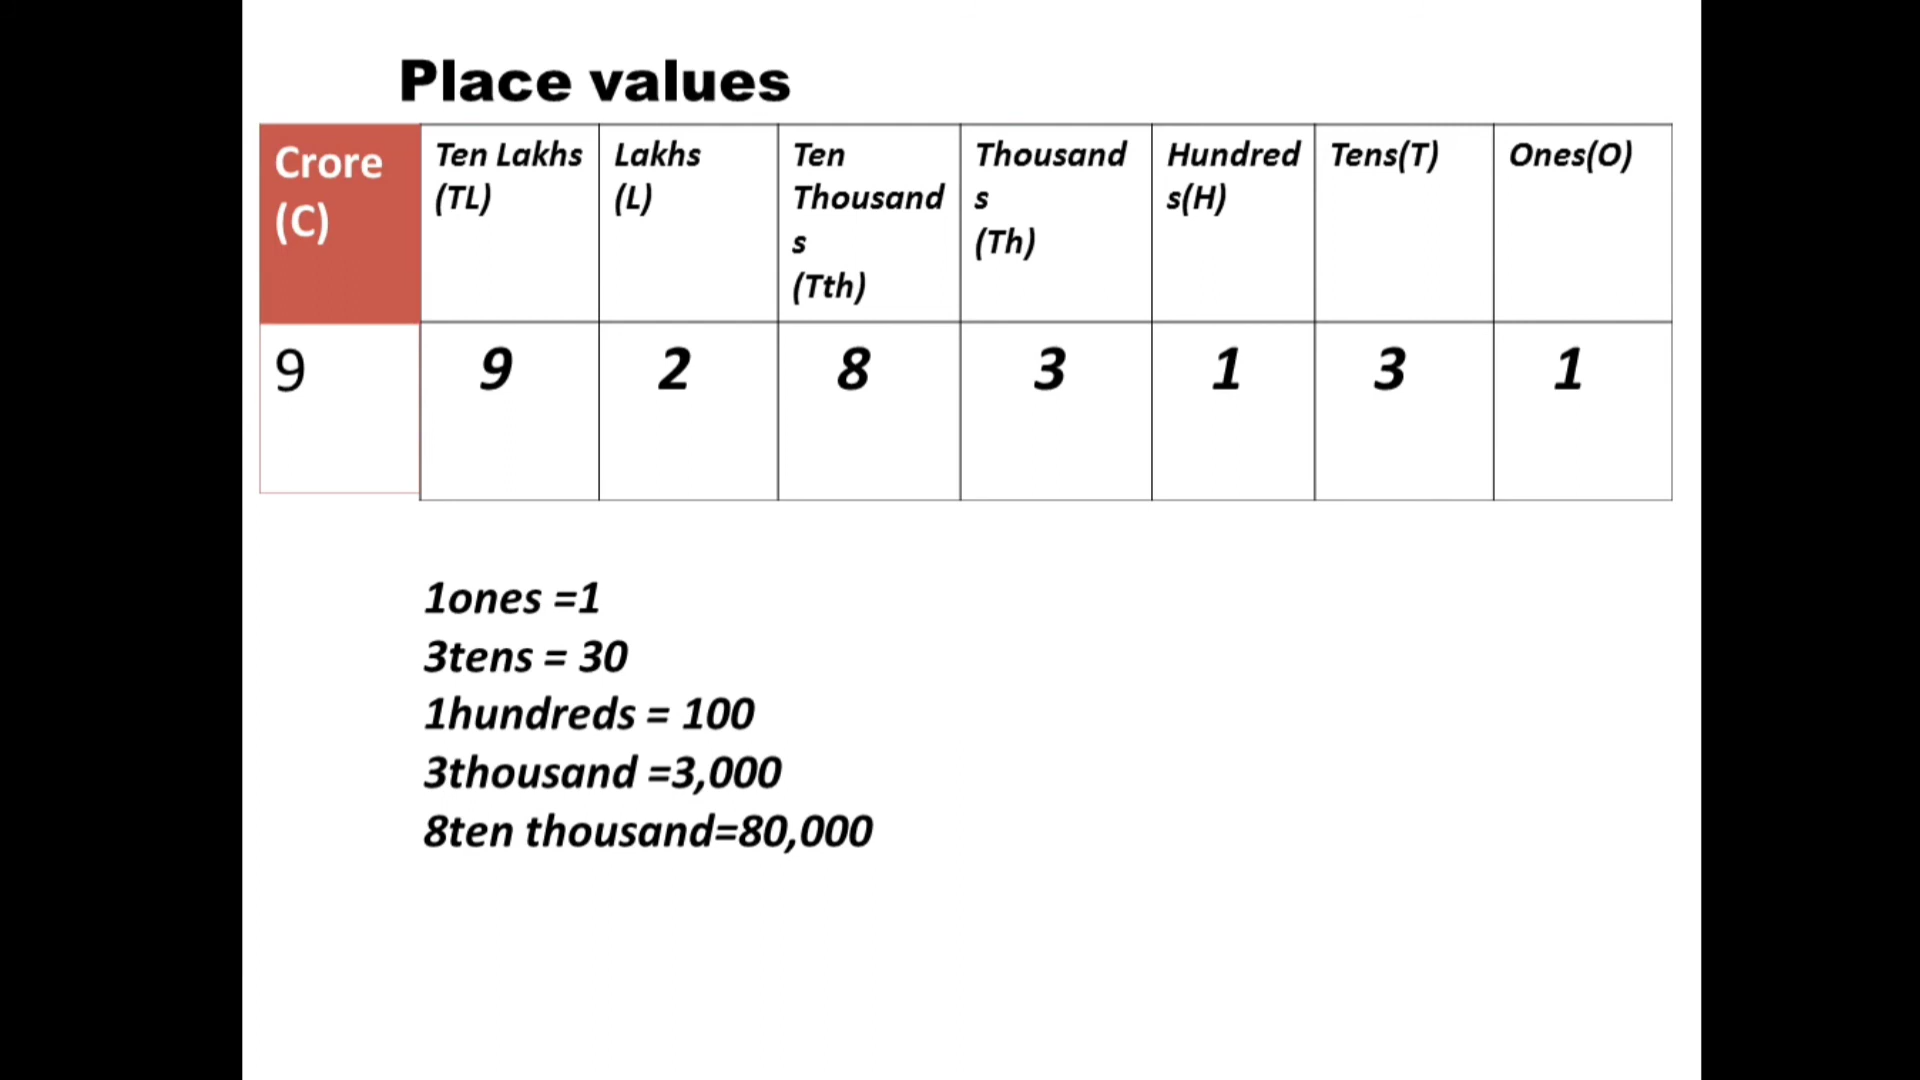 Place values
Crore
(C)
Ten Lakhs
(TL)
Lakhs
(L)
Ten
Thousand
s
(Tth)
Thousand
s
(Th)
Hundred
s(H)
Tens(T)
Ones(O)
9 9 2 8 3 1 3 1
1ones =1
3tens = 30
1hundreds = 100
3thousand =3,000
8ten thousand=80,000